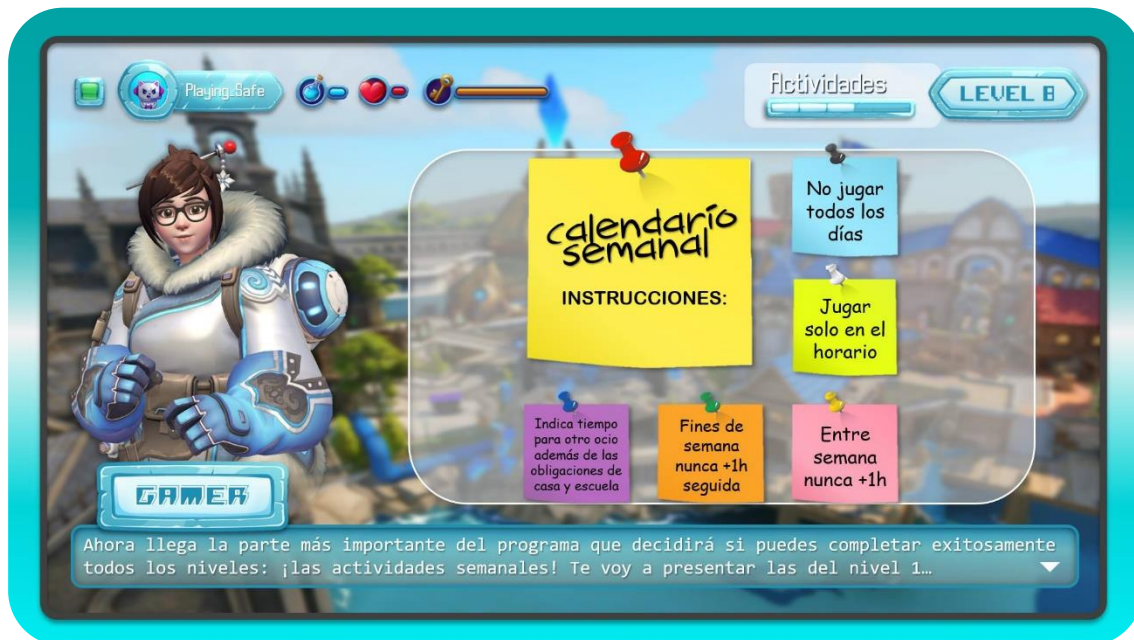 Playing_Safe
Actividades
LEVEL 8
calendario
semanal
INSTRUCCIONES:
No jugar
todos los
días
Jugar
solo en el
horario
Indica tiempo
para otro ocio
además de las
obligaciones de
casa y escuela
Fines de
semana
nunca +1h
seguida
Entre
semana
nunca +1h
GAMER
Ahora llega la parte más importante del programa que decidirá si puedes completar exitosamente
todos los niveles: ¡las actividades semanales! Te voy a presentar las del nivel 1…